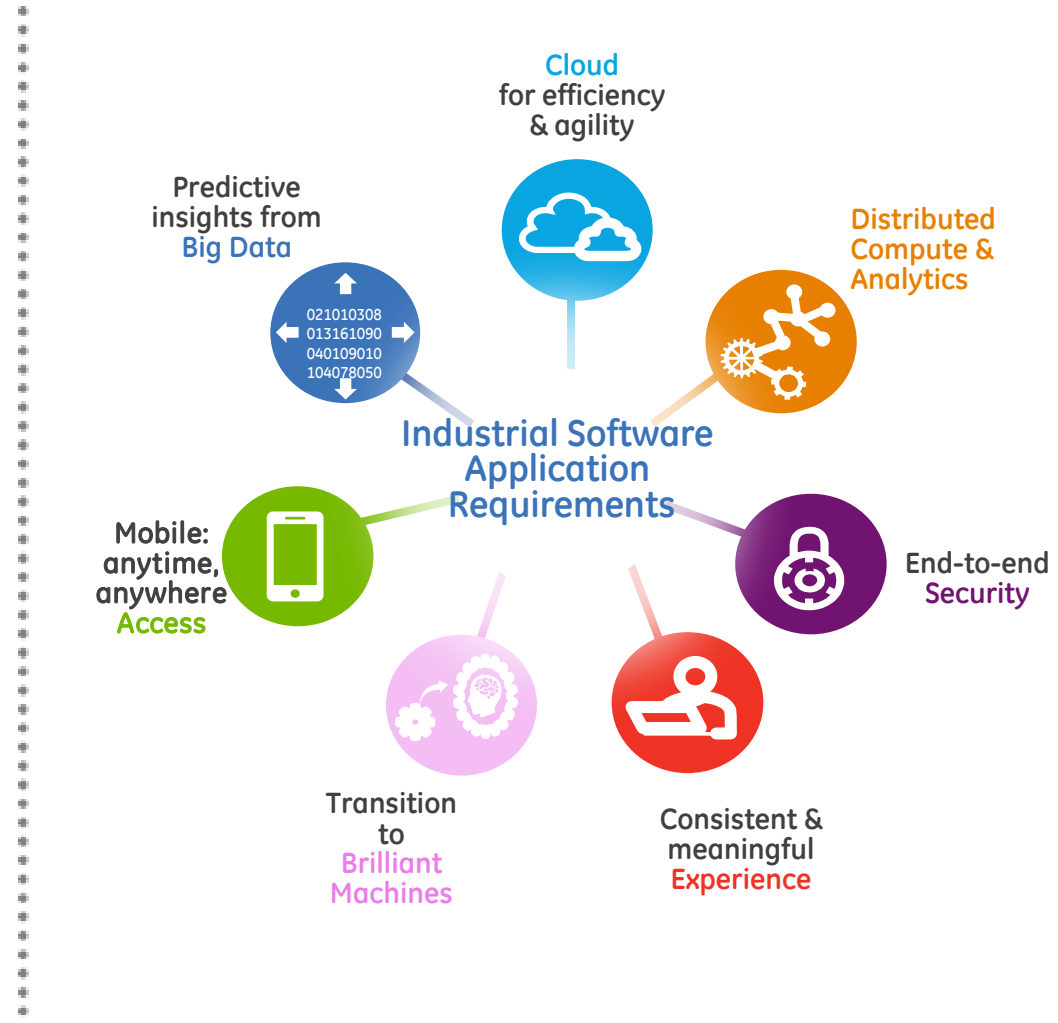 Cloud
for efficiency
& agility
Predictive
insights from
Big Data
Distributed
Compute &
Analytics
021010308
013161090
040109010
104078050
Industrial Software
Application
Requirements
Mobile:
anytime,
anywhere
Access
End-to-end
Security
Transition
to
Brilliant
Machines
Consistent &
meaningful
Experience